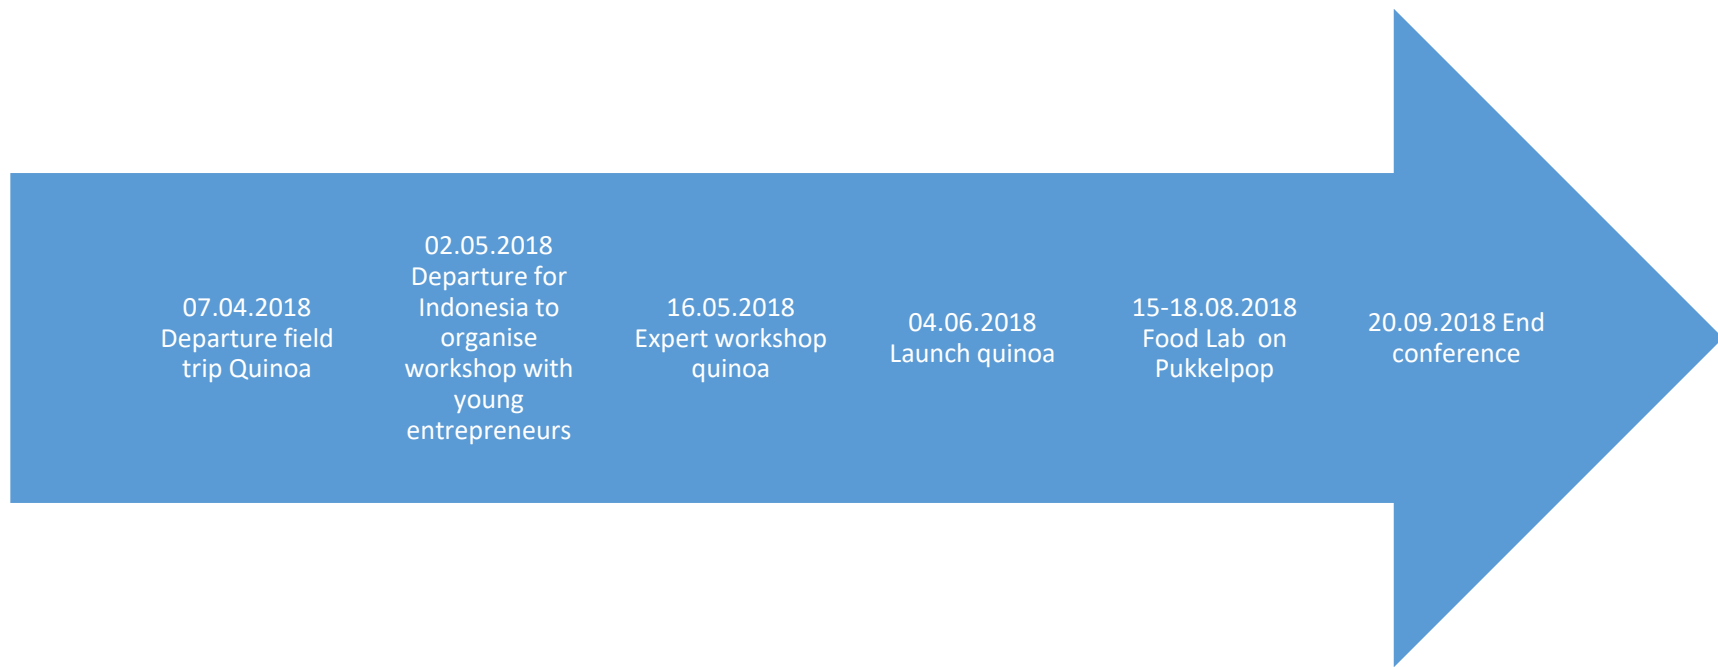 07.04.2018
Departure field
trip Quinoa
02.05.2018
Departure for
Indonesia to
organise
workshop with
young
entrepreneurs
16.05.2018
Expert workshop
quinoa
04.06.2018
Launch quinoa
15-18.08.2018
Food Lab  on
Pukkelpop
20.09.2018 End
conference